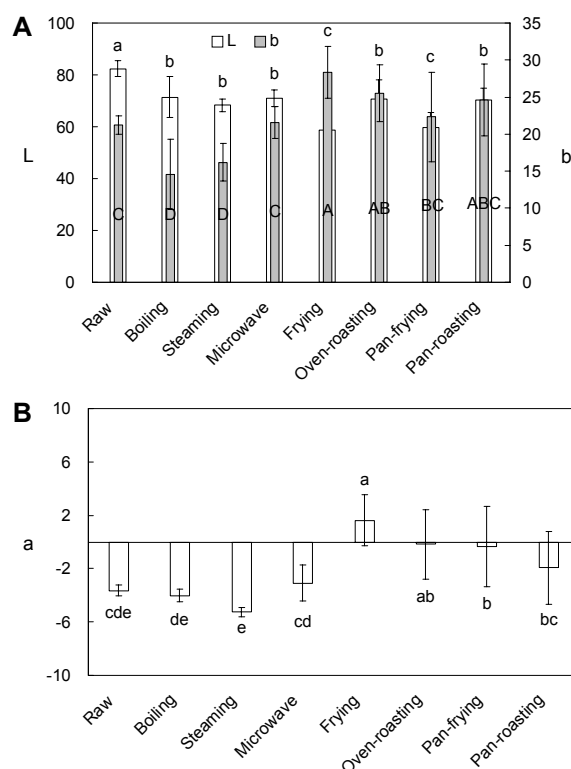 A
100
35
L b
a
b
b
b
c
b
c
b
80
30
25
60
20
L
b
15
40
C
D
D
C
A
AB
BC
ABC
10
20
5
0
0
Raw
Boiling
Steaming
Microwave
Frying
Oven-roasting
Pan-frying
Pan-roasting
B
10
6
2
a
-2
-6
-10
cde
de
e
cd
a
ab
b
bc
Raw
Boiling
Steaming
Microwave
Frying
Oven-roasting
Pan-frying
Pan-roasting